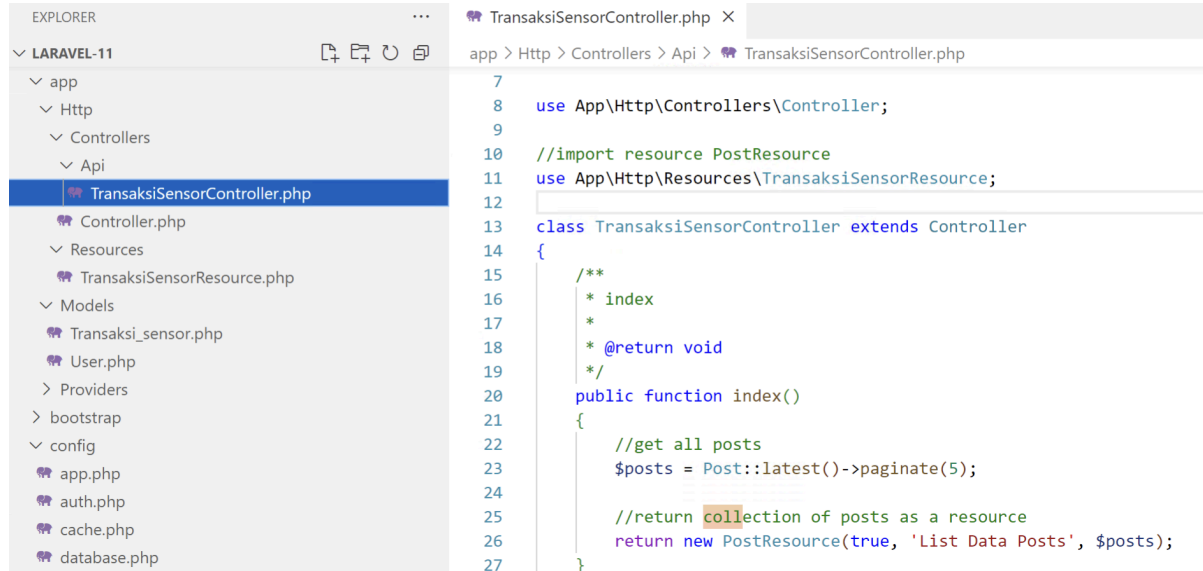 EXPLORER
LARAVEL-11
app
Http
Controllers
Api
TransaksiSensorController.php
Controller.php
Resources
TransaksiSensorResource.php
Models
Transaksi_sensor.php
User.php
Providers
bootstrap
config
app.php
auth.php
cache.php
database.php
TransaksiSensorController.php
app > Http > Controllers > Api > TransaksiSensorController.php
7
8 use App\Http\Controllers\Controller;
9
10 //import resource PostResource
11 use App\Http\Resources\TransaksiSensorResource;
12
13 class TransaksiSensorController extends Controller
14 {
15 /**
16 * index
17 *
18 * @return void
19 */
20 public function index()
21 {
22 //get all posts
23 $posts = Post::latest()->paginate(5);
24
25 //return collection of posts as a resource
26 return new PostResource(true, 'List Data Posts', $posts);
27 }